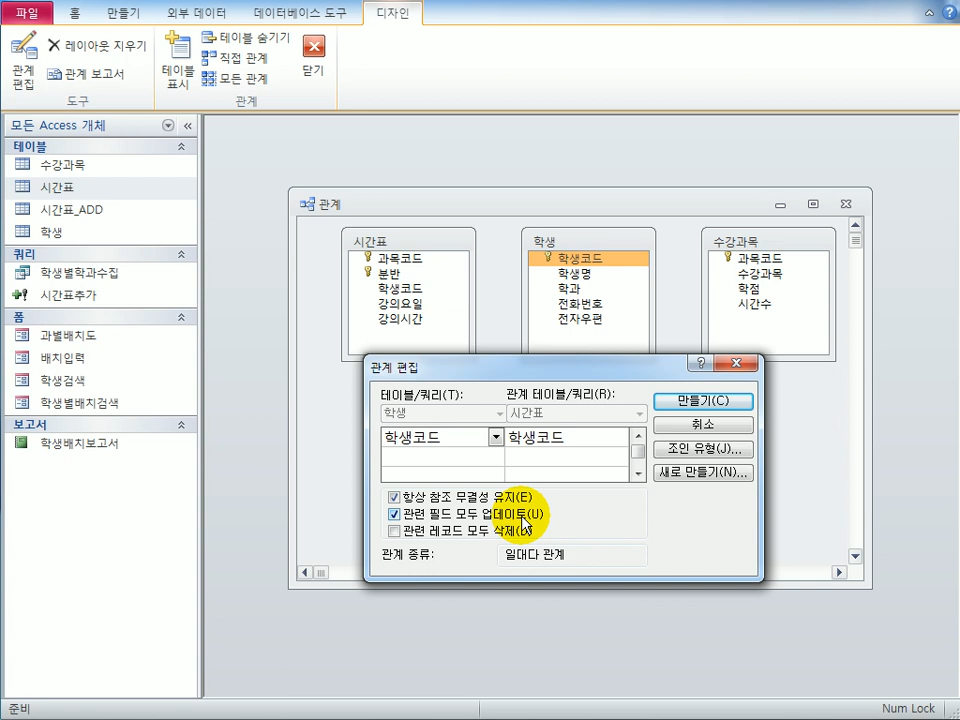 파일 홈 만들기 외부 데이터 데이터베이스 도구 디자인
관계
편집
레이아웃 지우기
관계 보고서
도구
테이블
표시
테이블 숨기기
직접 관계
모든 관계
닫기
관계
모든 Access 개체
테이블
수강과목
시간표
시간표_ADD
학생
쿼리
학생별학과수집
시간표추가
폼
과별배치도
배치입력
학생검색
학생별배치검색
보고서
학생배치보고서
관계
시간표
과목코드
분반
학생코드
강의요일
강의시간
학생
학생코드
학생명
학과
전화번호
전자우편
수강과목
과목코드
수강과목
학점
시간수
관계 편집
테이블/쿼리(T): 관계 테이블/쿼리(R):
학생 시간표
학생코드 학생코드
만들기(C)
취소
조인 유형(J)...
새로 만들기(N)...
항상 참조 무결성 유지(E)
관련 필드 모두 업데이트(U)
관련 레코드 모두 삭제(D)
관계 종류: 일대다 관계
준비 Num Lock